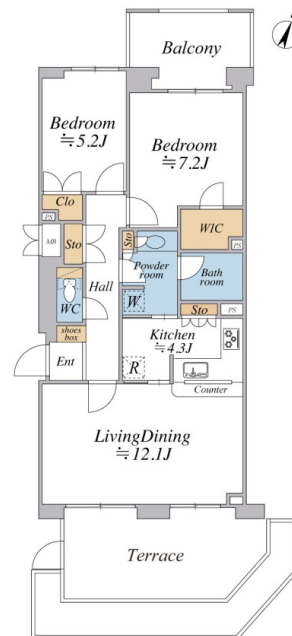 Balcony
Bedroom
≒5.2J
Bedroom
≒7.2J
Clo
PS
WIC
MB
Sto
Sto
PS
Powder
room
Bath
room
Hall
WC
W
Sto
PS
shoes
box
Kitchen
≒4.3J
Ent
R
Counter
LivingDining
≒12.1J
Terrace